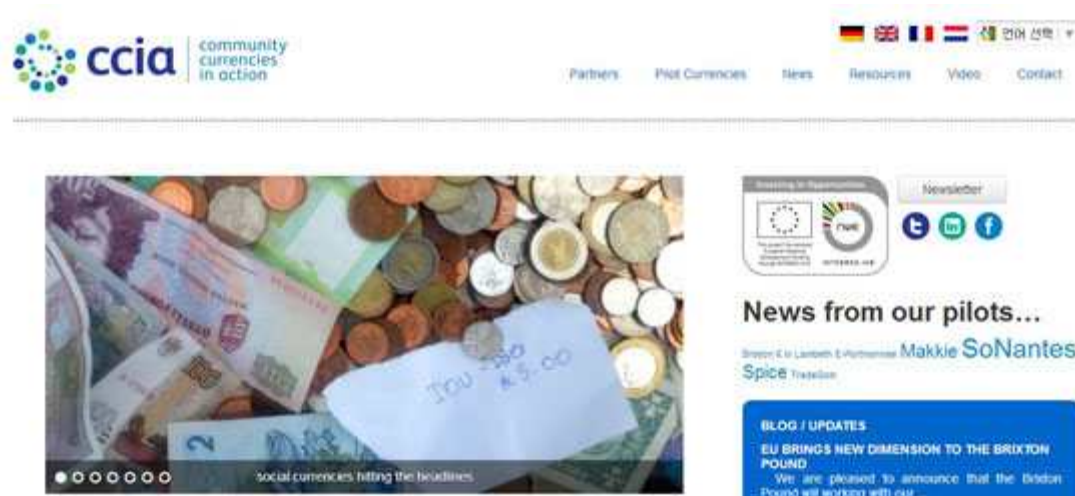 ccia
community
currencies
in action
언어 선택
Partners
Pilot Currencies
News
Resources
Video
Contact
Newsletter
nwe
IOU
£5.00
social currencies hitting the headlines
News from our pilots...
Makkie SoNantes
Spice
BLOG / UPDATES
EU BRINGS NEW DIMENSION TO THE BRIXTON
POUND
We are pleased to announce that the Brixton
Pound will working with our